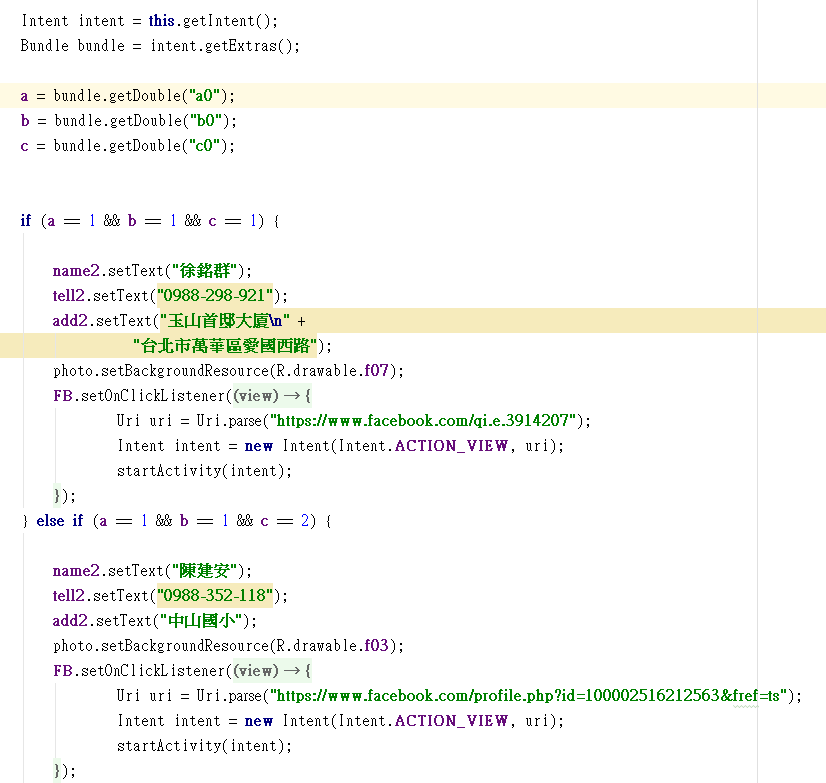 Intent intent = this.getIntent();
Bundle bundle = intent.getExtras();
a = bundle.getDouble("a0");
b = bundle.getDouble("b0");
c = bundle.getDouble("c0");
if (a == 1 && b == 1 && c == 1) {
name2.setText("徐銘群");
tell2.setText("0988-298-921");
add2.setText("玉山首邸大廈\n" +
"台北市萬華區愛國西路");
photo.setBackgroundResource(R.drawable.f07);
FB.setOnClickListener((view) → {
Uri uri = Uri.parse("https://www.facebook.com/qi.e.3914207");
Intent intent = new Intent(Intent.ACTION_VIEW, uri);
startActivity(intent);
});
} else if (a == 1 && b == 1 && c == 2) {
name2.setText("陳建安");
tell2.setText("0988-352-118");
add2.setText("中山國小");
photo.setBackgroundResource(R.drawable.f03);
FB.setOnClickListener((view) → {
Uri uri = Uri.parse("https://www.facebook.com/profile.php?id=100002516212563&fref=ts");
Intent intent = new Intent(Intent.ACTION_VIEW, uri);
startActivity(intent);
});